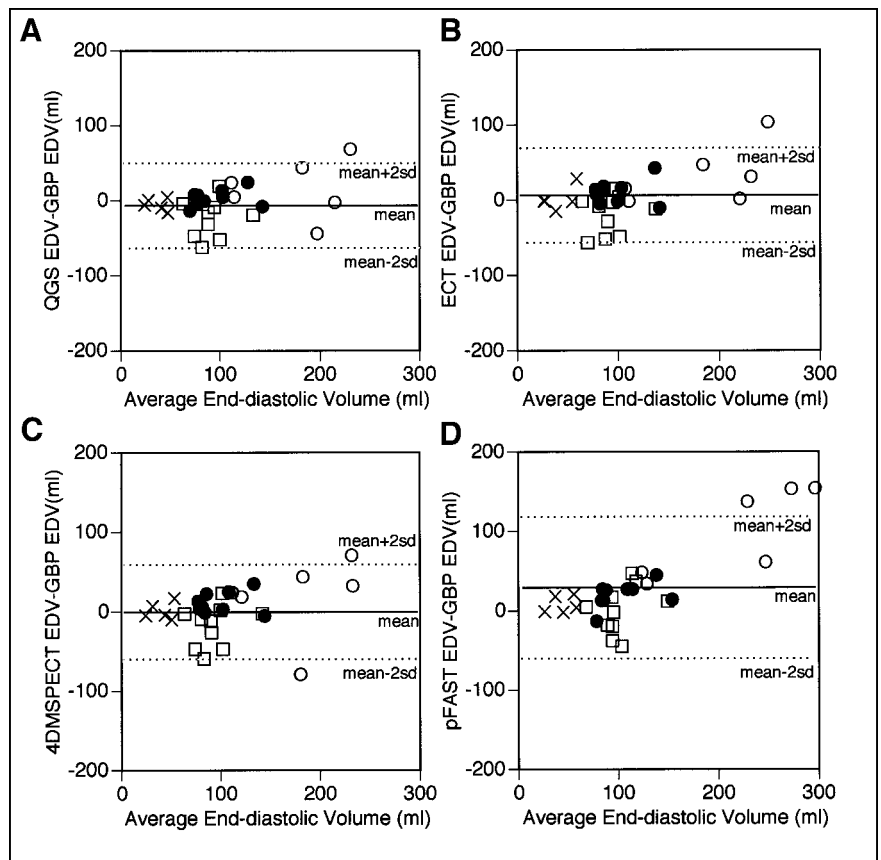 A
200
100
0
-100
-200
QGS EDV-GBP EDV(ml)
mean+2sd
mean
mean-2sd
0 100 200 300
Average End-diastolic Volume (ml)
B
200
100
0
-100
-200
ECT EDV-GBP EDV(ml)
mean+2sd
mean
mean-2sd
0 100 200 300
Average End-diastolic Volume (ml)
C
200
100
0
-100
-200
4DMSPECT EDV-GBP EDV(ml)
mean+2sd
mean
mean-2sd
0 100 200 300
Average End-diastolic Volume (ml)
D
200
100
0
-100
-200
pFAST EDV-GBP EDV(ml)
mean+2sd
mean
mean-2sd
0 100 200 300
Average End-diastolic Volume (ml)